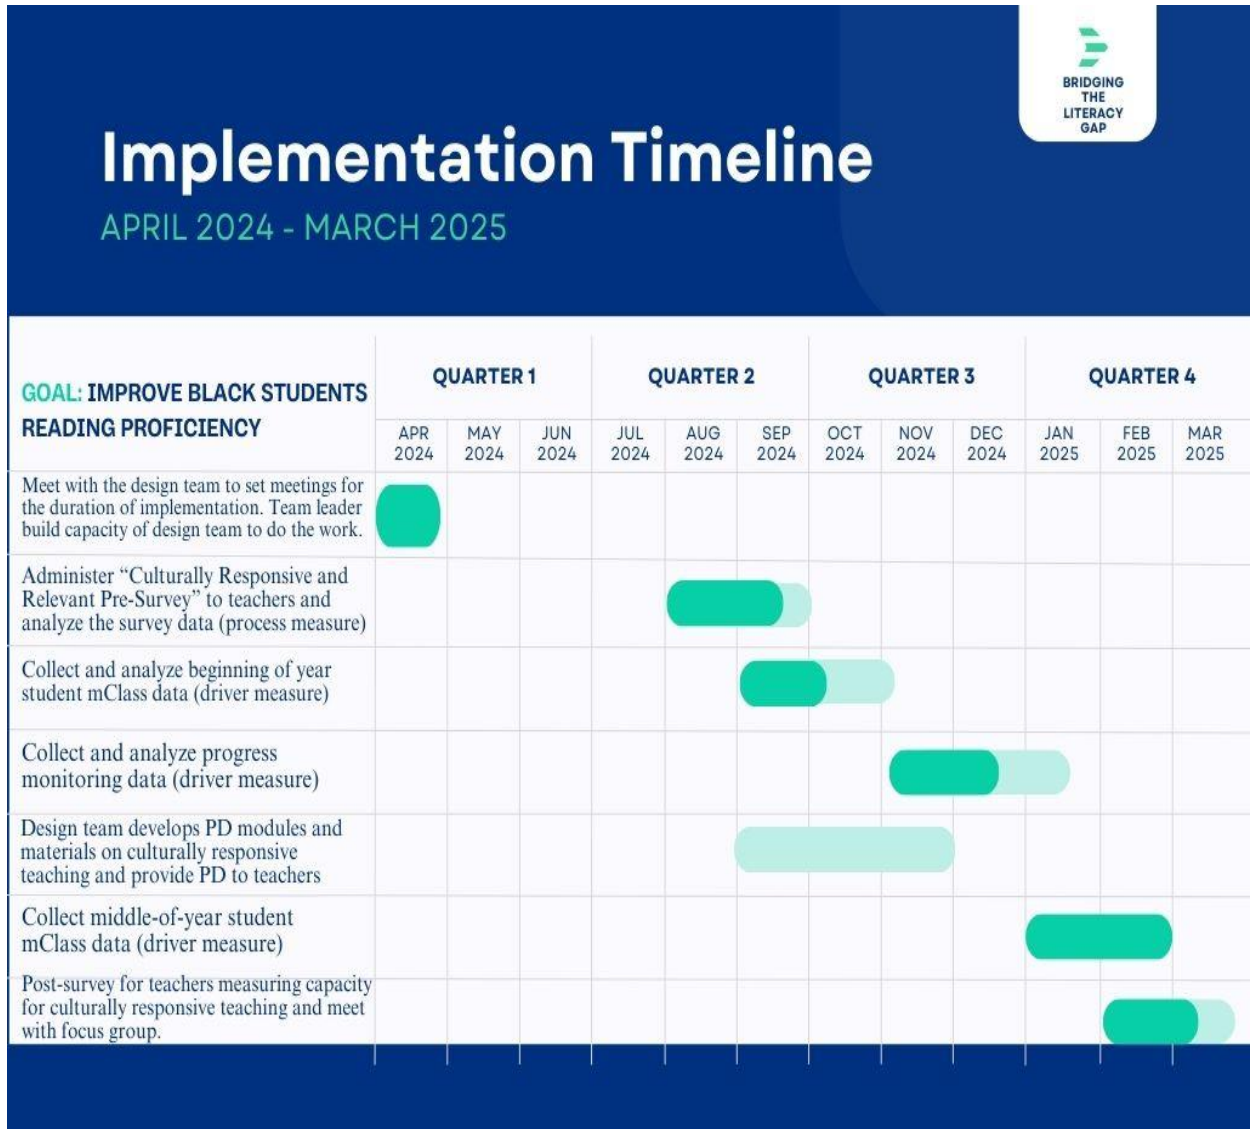 BRIDGING
THE
LITERACY
GAP
Implementation Timeline
APRIL 2024 - MARCH 2025
GOAL: IMPROVE BLACK STUDENTS
READING PROFICIENCY
QUARTER 1
QUARTER 2
QUARTER 3
QUARTER 4
APR
2024
MAY
2024
JUN
2024
JUL
2024
AUG
2024
SEP
2024
OCT
2024
NOV
2024
DEC
2024
JAN
2025
FEB
2025
MAR
2025
Meet with the design team to set meetings for
the duration of implementation. Team leader
build capacity of design team to do the work.
Administer “Culturally Responsive and
Relevant Pre-Survey” to teachers and
analyze the survey data (process measure)
Collect and analyze beginning of year
student mClass data (driver measure)
Collect and analyze progress
monitoring data (driver measure)
Design team develops PD modules and
materials on culturally responsive
teaching and provide PD to teachers
Collect middle-of-year student
mClass data (driver measure)
Post-survey for teachers measuring capacity
for culturally responsive teaching and meet
with focus group.